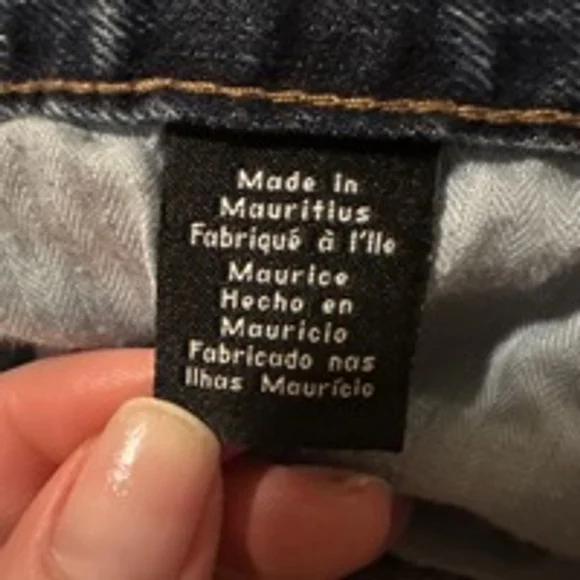 Made in
Mauritius
Fabriqué à l'Ile
Maurice
Hecho en
Mauricio
Fabricado nas
Ilhas Maurício